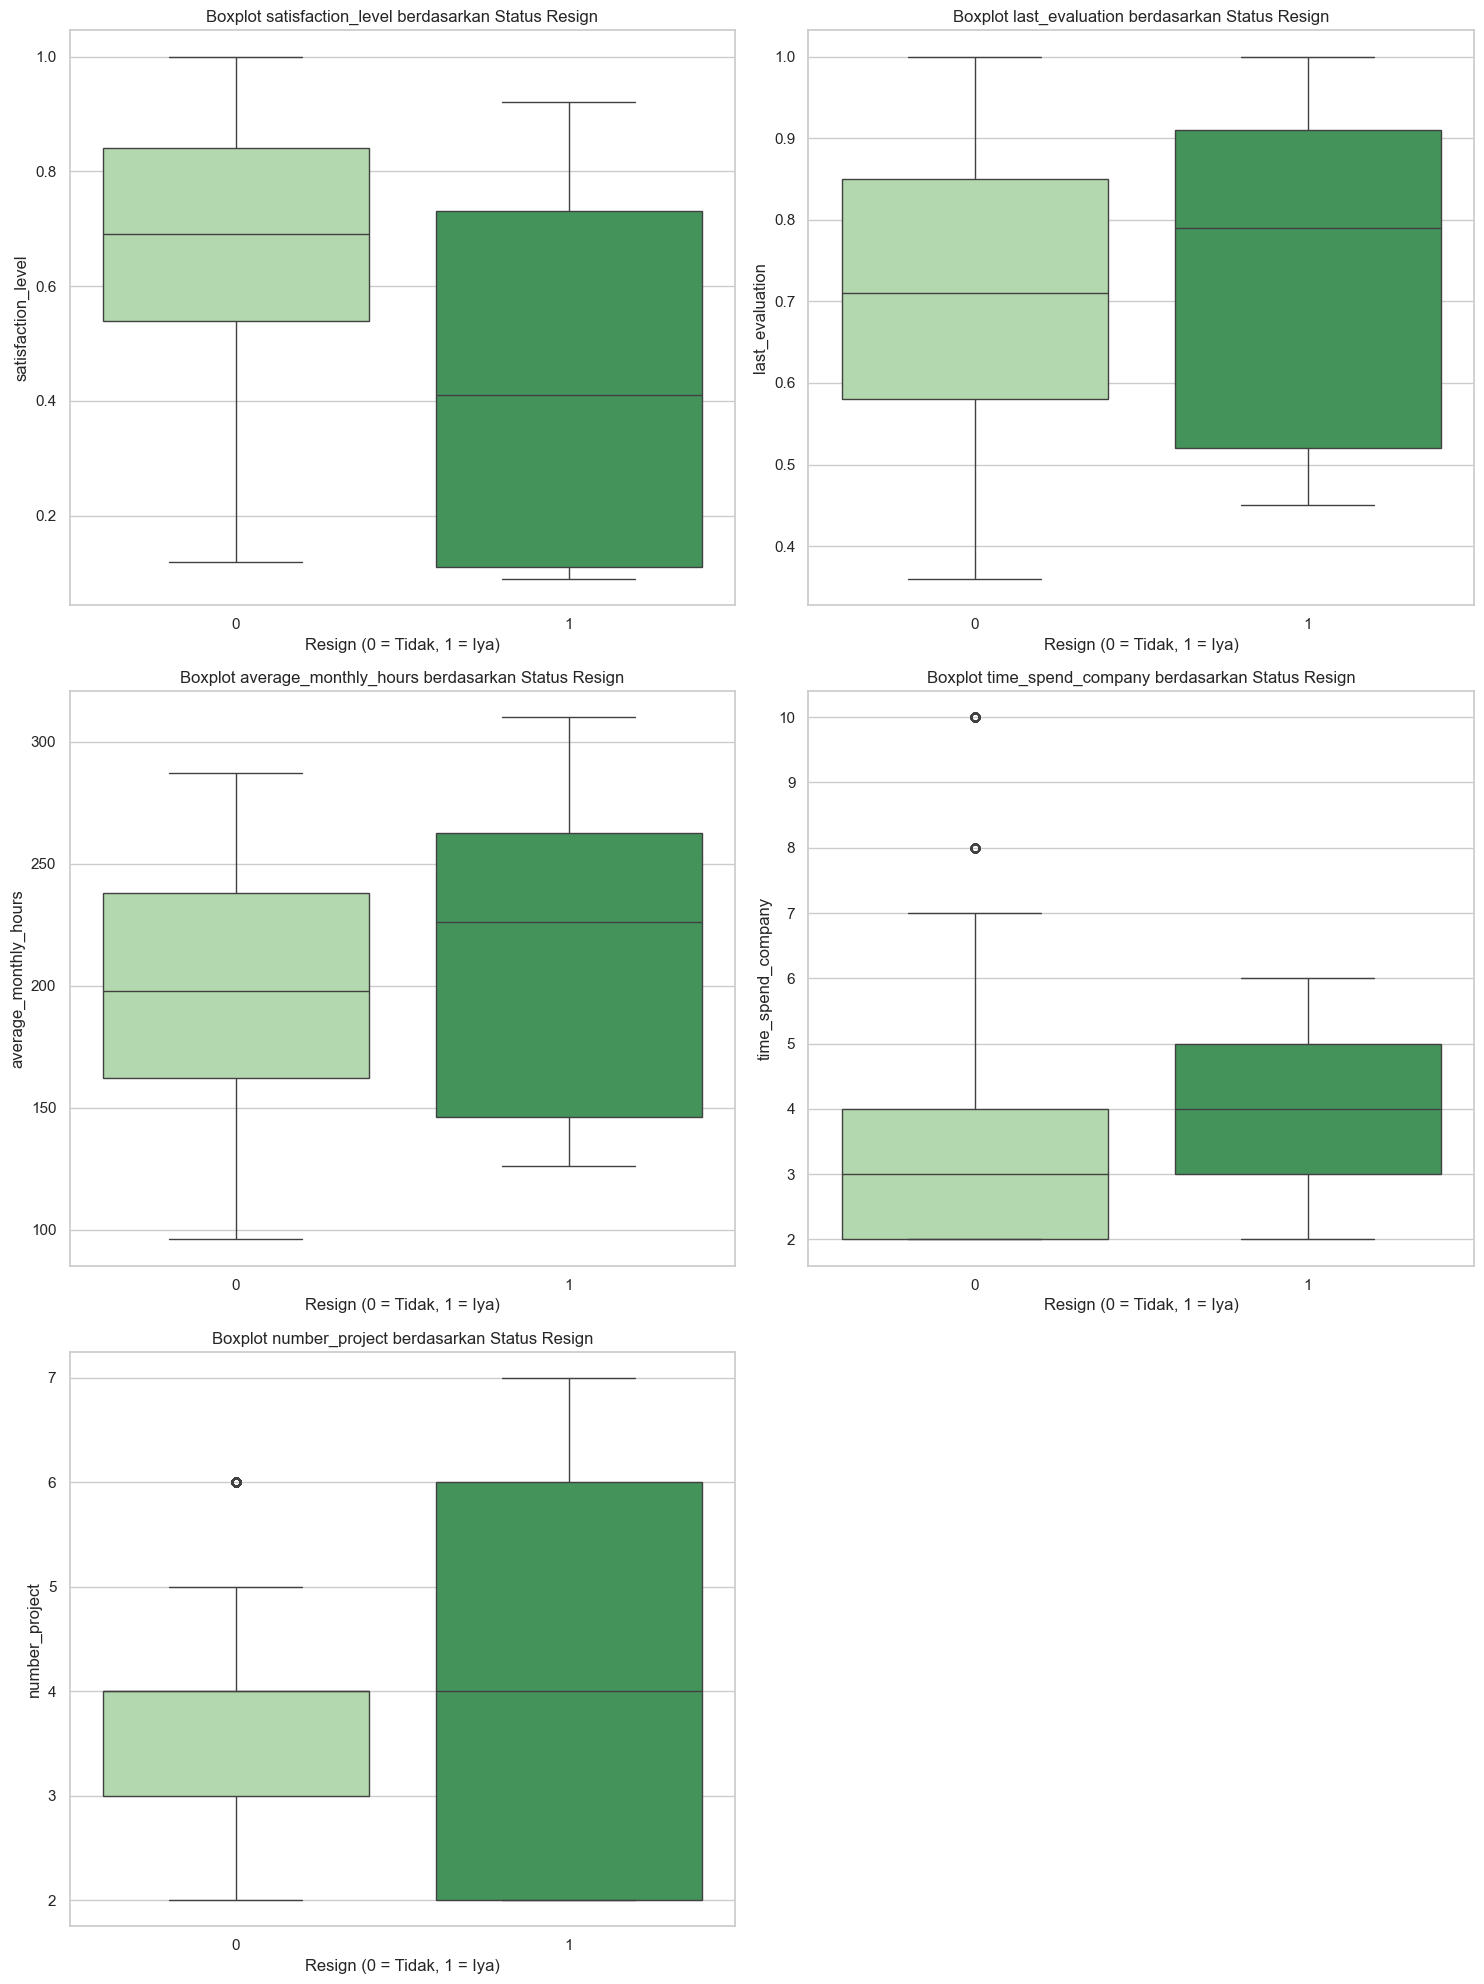 Boxplot satisfaction_level berdasarkan Status Resign
1.0
0.8
0.6
0.4
0.2
satisfaction_level
0 1
Resign (0 = Tidak, 1 = Iya)
Boxplot last_evaluation berdasarkan Status Resign
1.0
0.9
0.8
0.7
0.6
0.5
0.4
last_evaluation
0 1
Resign (0 = Tidak, 1 = Iya)
Boxplot average_monthly_hours berdasarkan Status Resign
300
250
200
150
100
average_monthly_hours
0 1
Resign (0 = Tidak, 1 = Iya)
Boxplot time_spend_company berdasarkan Status Resign
10
9
8
7
6
5
4
3
2
time_spend_company
0 1
Resign (0 = Tidak, 1 = Iya)
Boxplot number_project berdasarkan Status Resign
7
6
5
4
3
2
number_project
0 1
Resign (0 = Tidak, 1 = Iya)